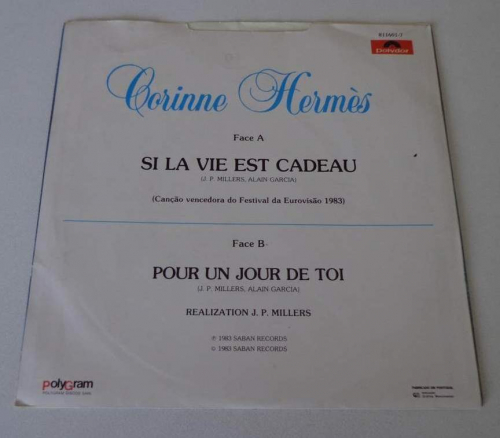 polydor
Corinne Hermès
Face A
SI LA VIE EST CADEAU
(J. P. MILLERS, ALAIN GARCIA)
(Canção vencedora do Festival da Eurovisão 1983)
Face B
POUR UN JOUR DE TOI
(J. P. MILLERS, ALAIN GARCIA)
REALIZATION J. P. MILLERS
℗ 1983 SABAN RECORDS
© 1983 SABAN RECORDS
PolyGram